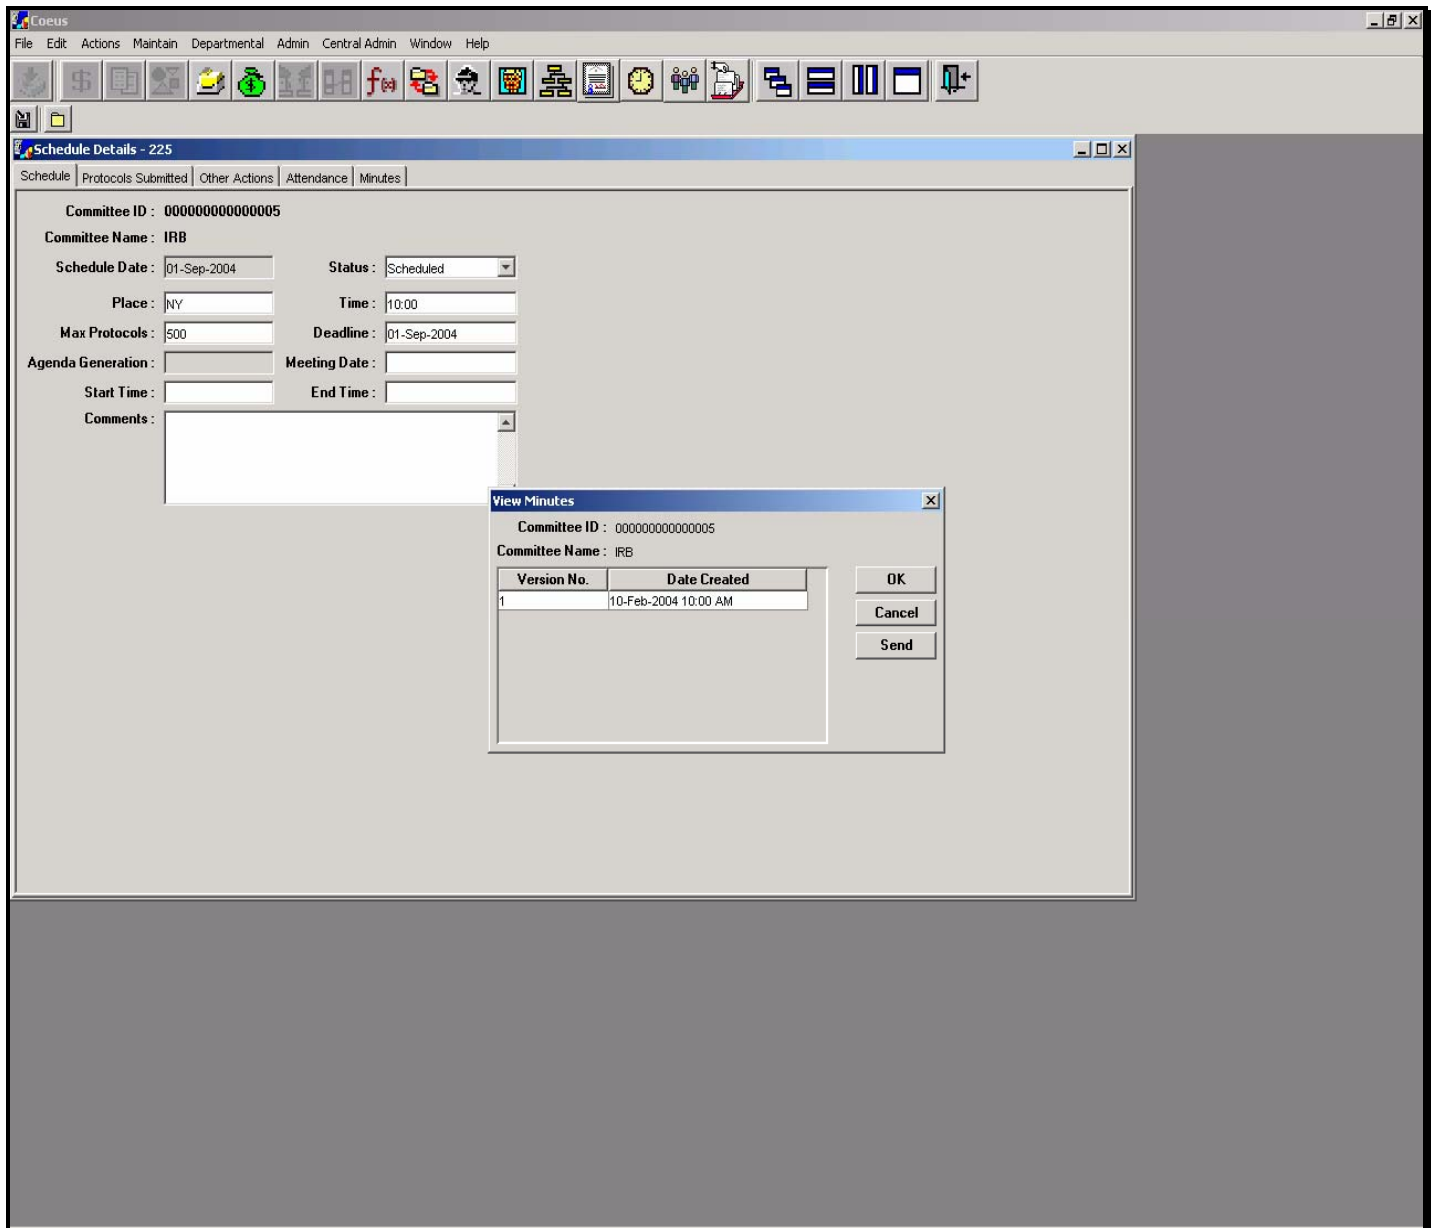 Coeus
File Edit Actions Maintain Departmental Admin Central Admin Window Help
Schedule Details - 225
Schedule Protocols Submitted Other Actions Attendance Minutes
Committee ID : 000000000000005
Committee Name : IRB
Schedule Date : 01-Sep-2004 Status : Scheduled
Place : NY Time : 10:00
Max Protocols : 500 Deadline : 01-Sep-2004
Agenda Generation : Meeting Date :
Start Time : End Time :
Comments :
View Minutes
Committee ID : 000000000000005
Committee Name : IRB
Version No. Date Created
1 10-Feb-2004 10:00 AM
OK
Cancel
Send